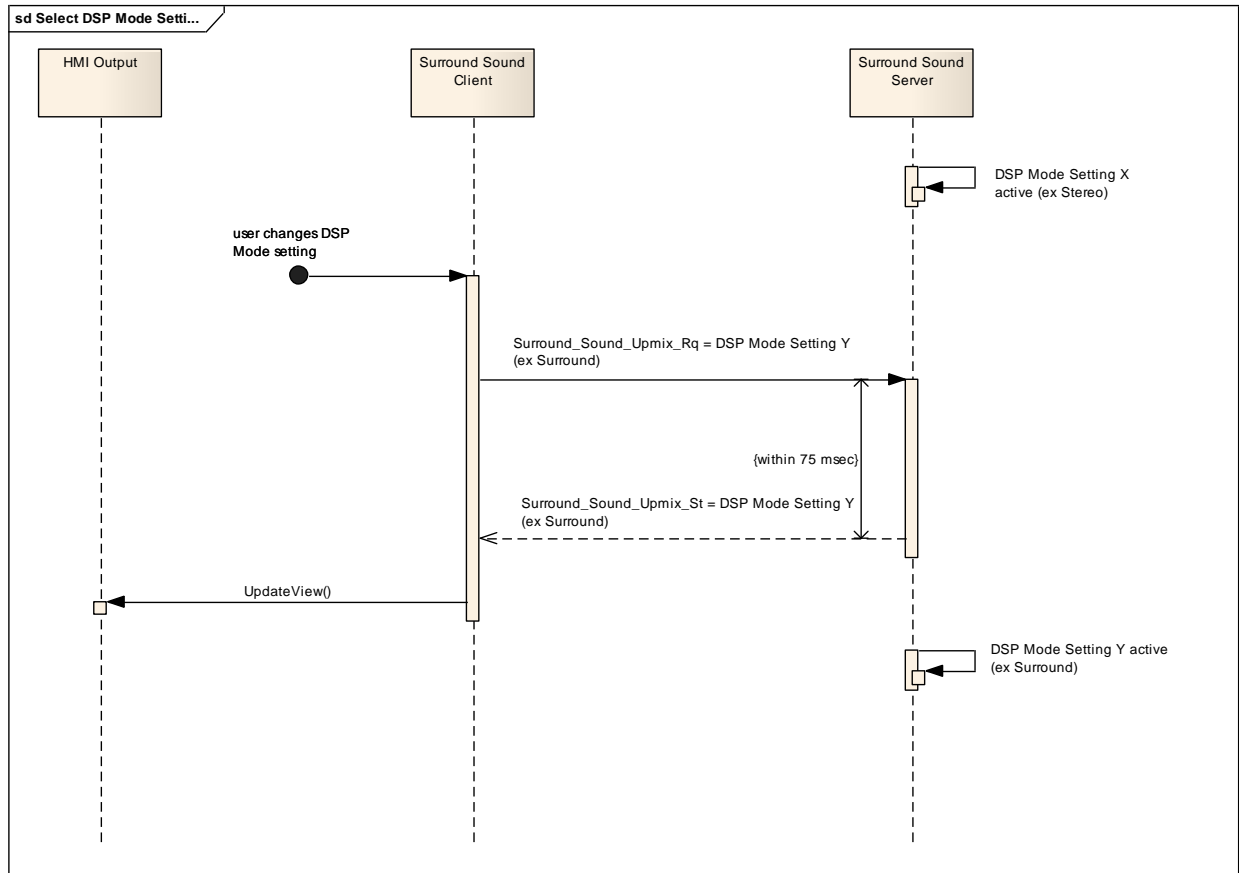 sd Select DSP Mode Setti...
HMI Output
Surround Sound
Client
Surround Sound
Server
DSP Mode Setting X
active (ex Stereo)
user changes DSP
Mode setting
Surround_Sound_Upmix_Rq = DSP Mode Setting Y
(ex Surround)
{within 75 msec}
Surround_Sound_Upmix_St = DSP Mode Setting Y
(ex Surround)
UpdateView()
DSP Mode Setting Y active
(ex Surround)